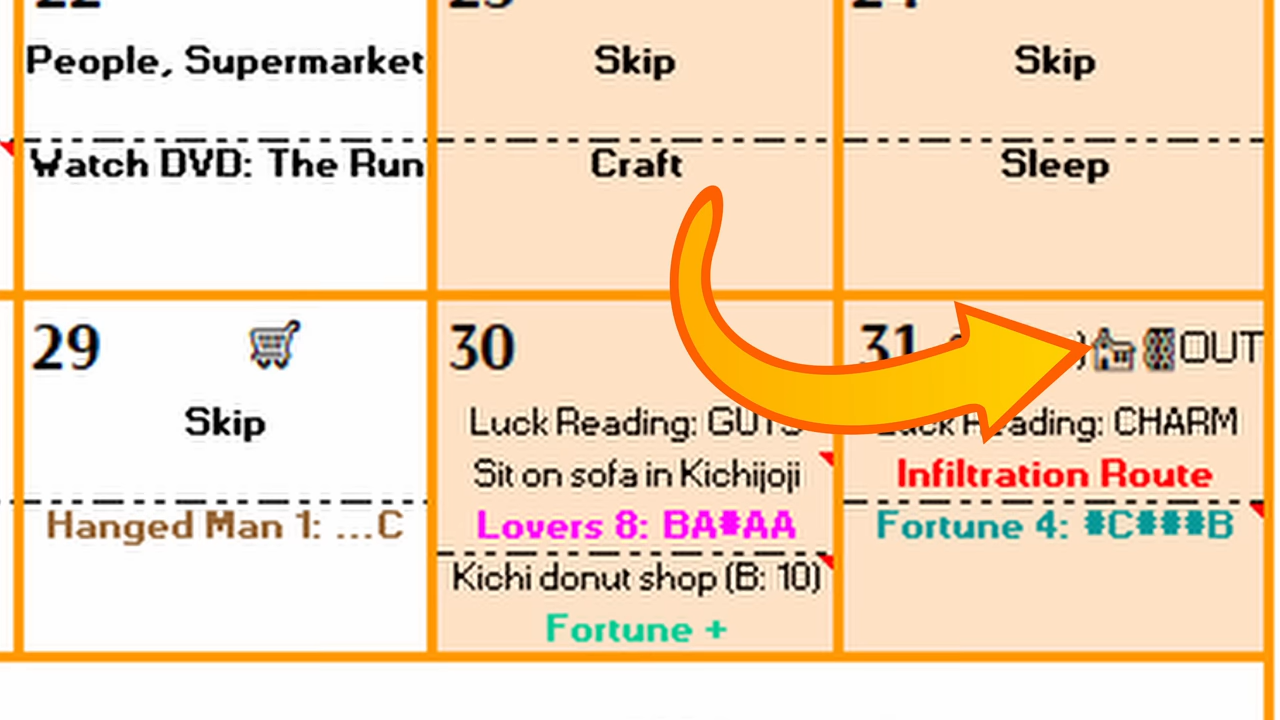 People, Supermarket
Skip
Skip
Watch DVD: The Run
Craft
Sleep
29
30
31
OUT
Skip
Luck Reading: GUTS
Luck Reading: CHARM
Sit on sofa in Kichijoji
Infiltration Route
Hanged Man 1: ...C
Lovers 8: BA#AA
Fortune 4: #C###B
Kichi donut shop (B: 10)
Fortune +